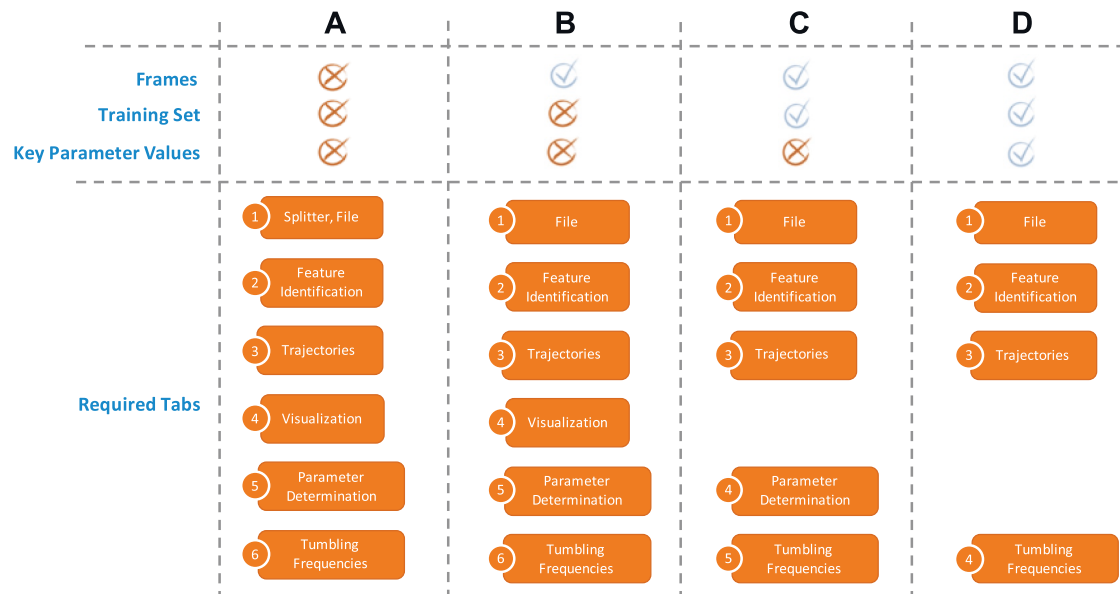 A B C D
Frames
Training Set
Key Parameter Values
Required Tabs
1 Splitter, File
2 Feature
Identification
3 Trajectories
4 Visualization
5 Parameter
Determination
6 Tumbling
Frequencies
1 File
2 Feature
Identification
3 Trajectories
4 Visualization
5 Parameter
Determination
6 Tumbling
Frequencies
1 File
2 Feature
Identification
3 Trajectories
4 Parameter
Determination
5 Tumbling
Frequencies
1 File
2 Feature
Identification
3 Trajectories
4 Tumbling
Frequencies